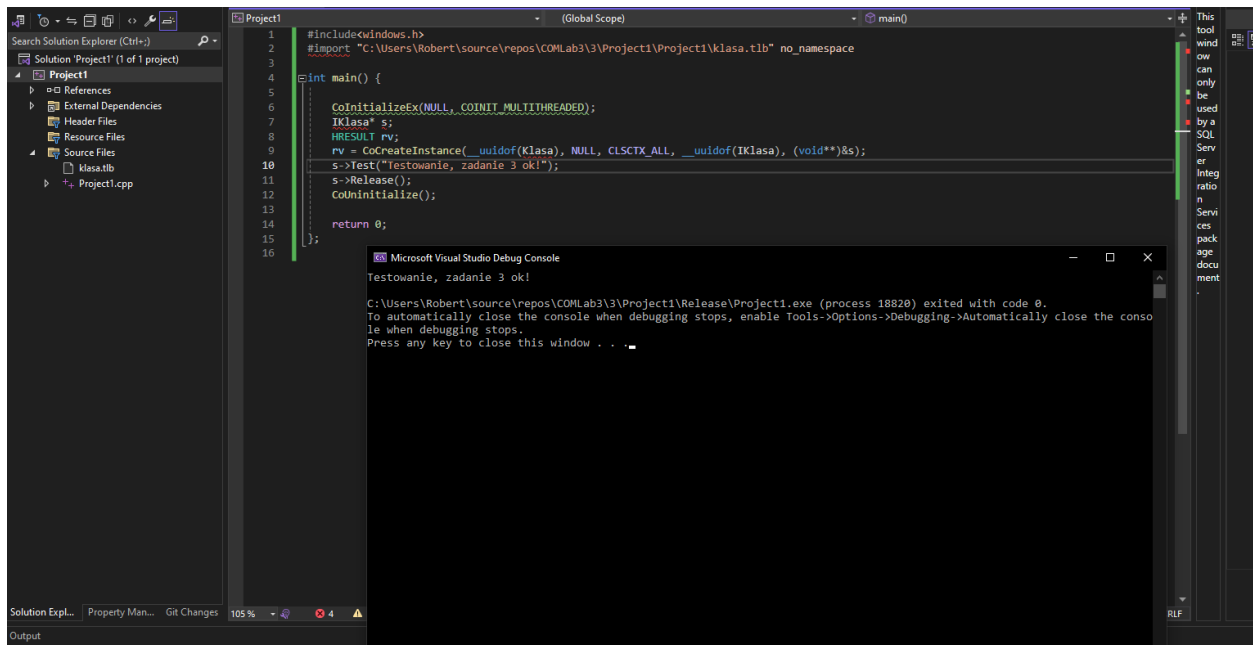 Project1
(Global Scope)
main()
Search Solution Explorer (Ctrl+;)
Solution 'Project1' (1 of 1 project)
Project1
References
External Dependencies
Header Files
Resource Files
Source Files
klasa.tlb
Project1.cpp
1 #include<windows.h>
2 #import "C:\Users\Robert\source\repos\COMLab3\3\Project1\Project1\klasa.tlb" no_namespace
3
4 int main() {
5
6 CoInitializeEx(NULL, COINIT_MULTITHREADED);
7 IKlasa* s;
8 HRESULT rv;
9 rv = CoCreateInstance(__uuidof(Klasa), NULL, CLSCTX_ALL, __uuidof(IKlasa), (void**)&s);
10 s->Test("Testowanie, zadanie 3 ok!");
11 s->Release();
12 CoUninitialize();
13
14 return 0;
15 };
16
Microsoft Visual Studio Debug Console
Testowanie, zadanie 3 ok!
C:\Users\Robert\source\repos\COMLab3\3\Project1\Release\Project1.exe (process 18820) exited with code 0.
To automatically close the console when debugging stops, enable Tools->Options->Debugging->Automatically close the conso
le when debugging stops.
Press any key to close this window . . .
This
tool
wind
ow
can
only
be
used
by a
SQL
Serv
er
Integ
ratio
n
Servi
ces
pack
age
docu
ment
.
Solution Expl... Property Man... Git Changes
105 %
4
RLF
Output